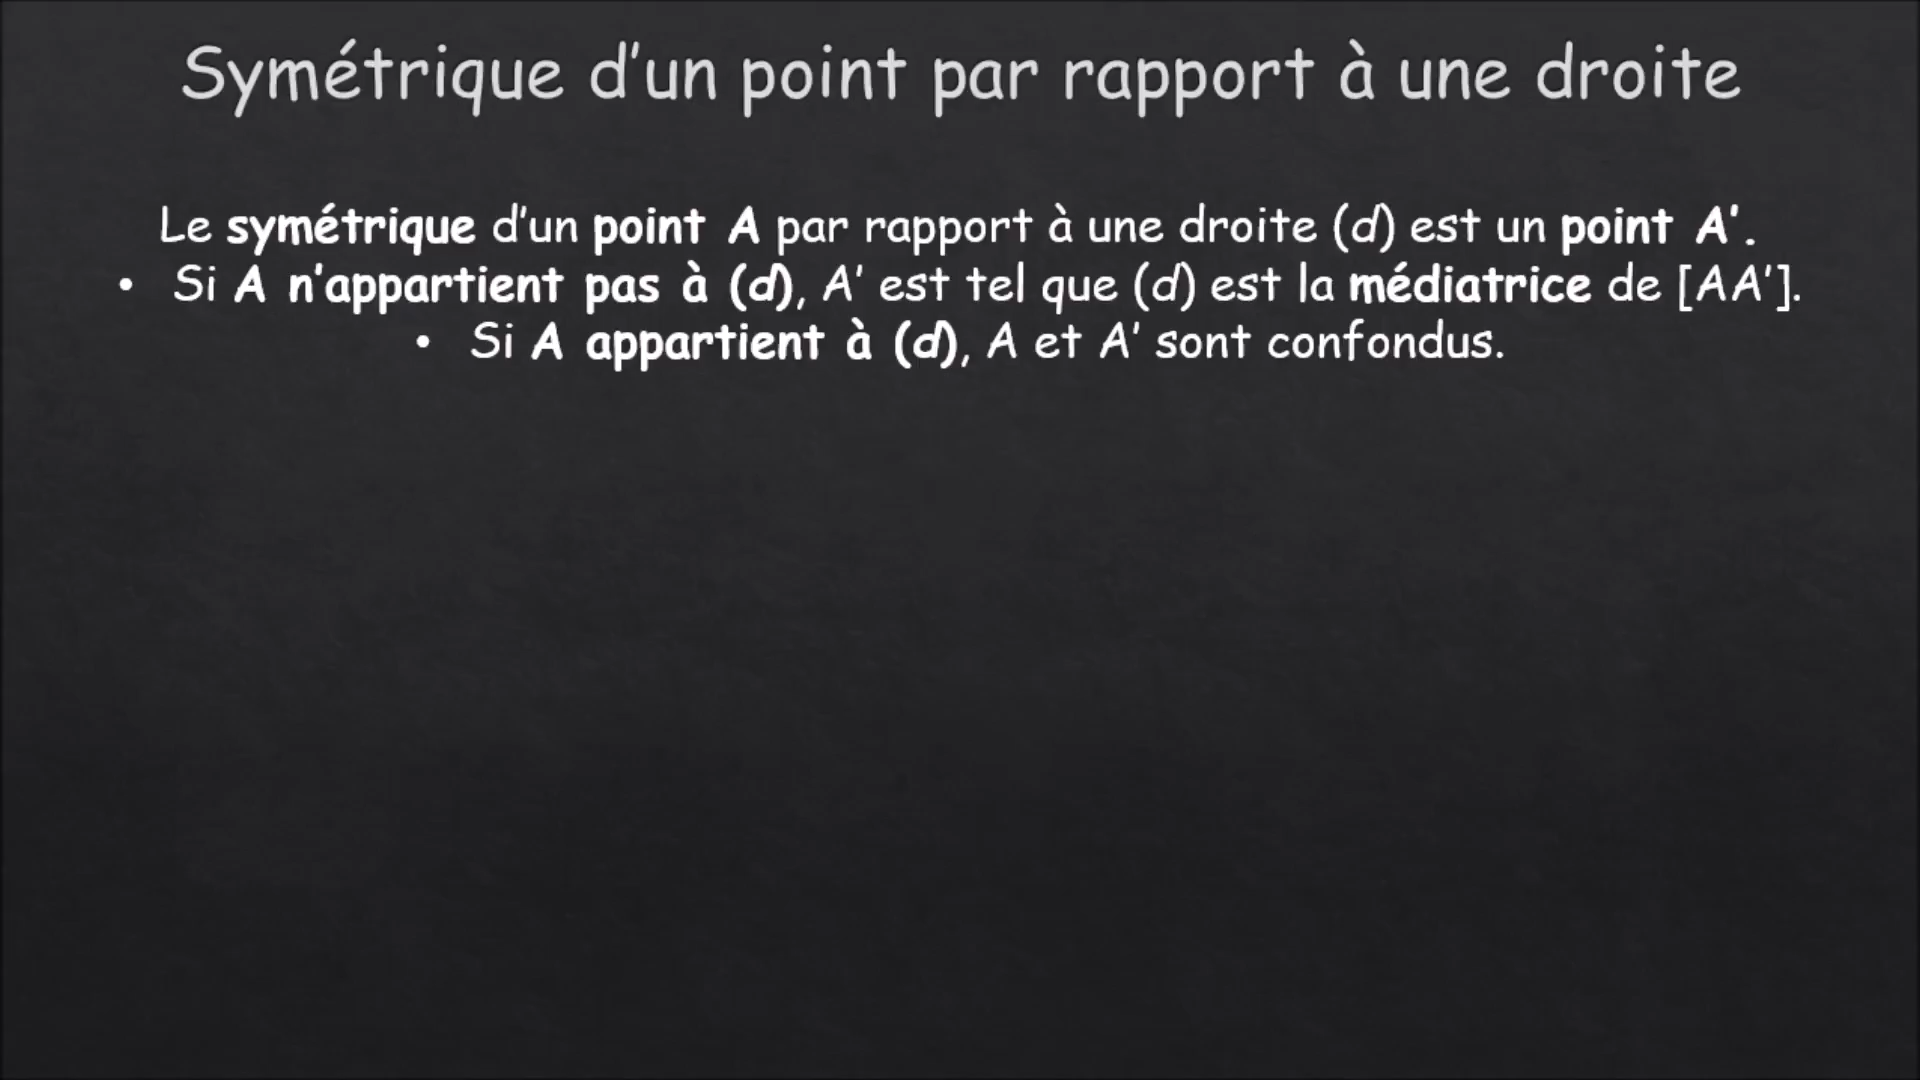 Symétrique d’un point par rapport à une droite
Le symétrique d’un point A par rapport à une droite (d) est un point A’.
• Si A n’appartient pas à (d), A’ est tel que (d) est la médiatrice de [AA’].
• Si A appartient à (d), A et A’ sont confondus.